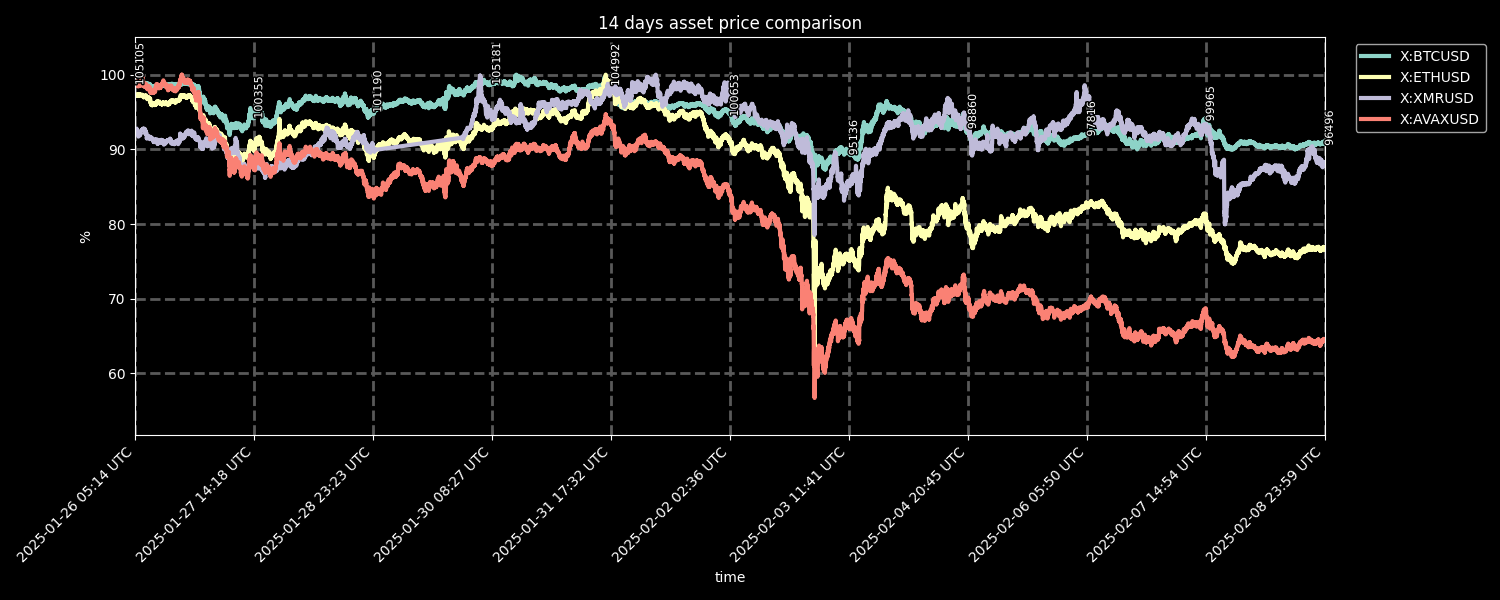 14 days asset price comparison
X:BTCUSD
X:ETHUSD
X:XMRUSD
X:AVAXUSD
105105
100355
101190
105181
104992
100653
95136
98860
97816
99965
96496
100
90
80
70
60
%
2025-01-26 05:14 UTC
2025-01-27 14:18 UTC
2025-01-28 23:23 UTC
2025-01-30 08:27 UTC
2025-01-31 17:32 UTC
2025-02-02 02:36 UTC
2025-02-03 11:41 UTC
2025-02-04 20:45 UTC
2025-02-06 05:50 UTC
2025-02-07 14:54 UTC
2025-02-08 23:59 UTC
time